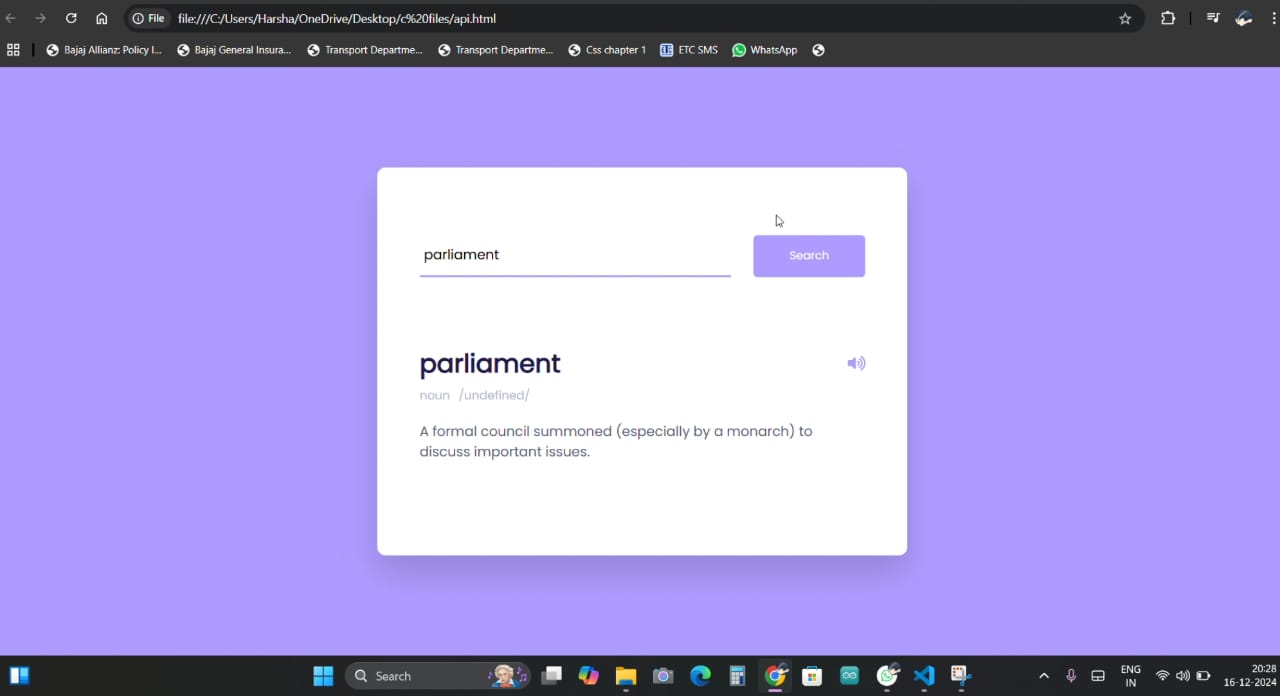 File file:///C:/Users/Harsha/OneDrive/Desktop/c%20files/api.html
Bajaj Allianz: Policy I... Bajaj General Insura... Transport Departme... Transport Departme... Css chapter 1 ETC SMS WhatsApp
parliament Search
parliament
noun /undefined/
A formal council summoned (especially by a monarch) to
discuss important issues.
Search ENG 20:28
IN 16-12-2024